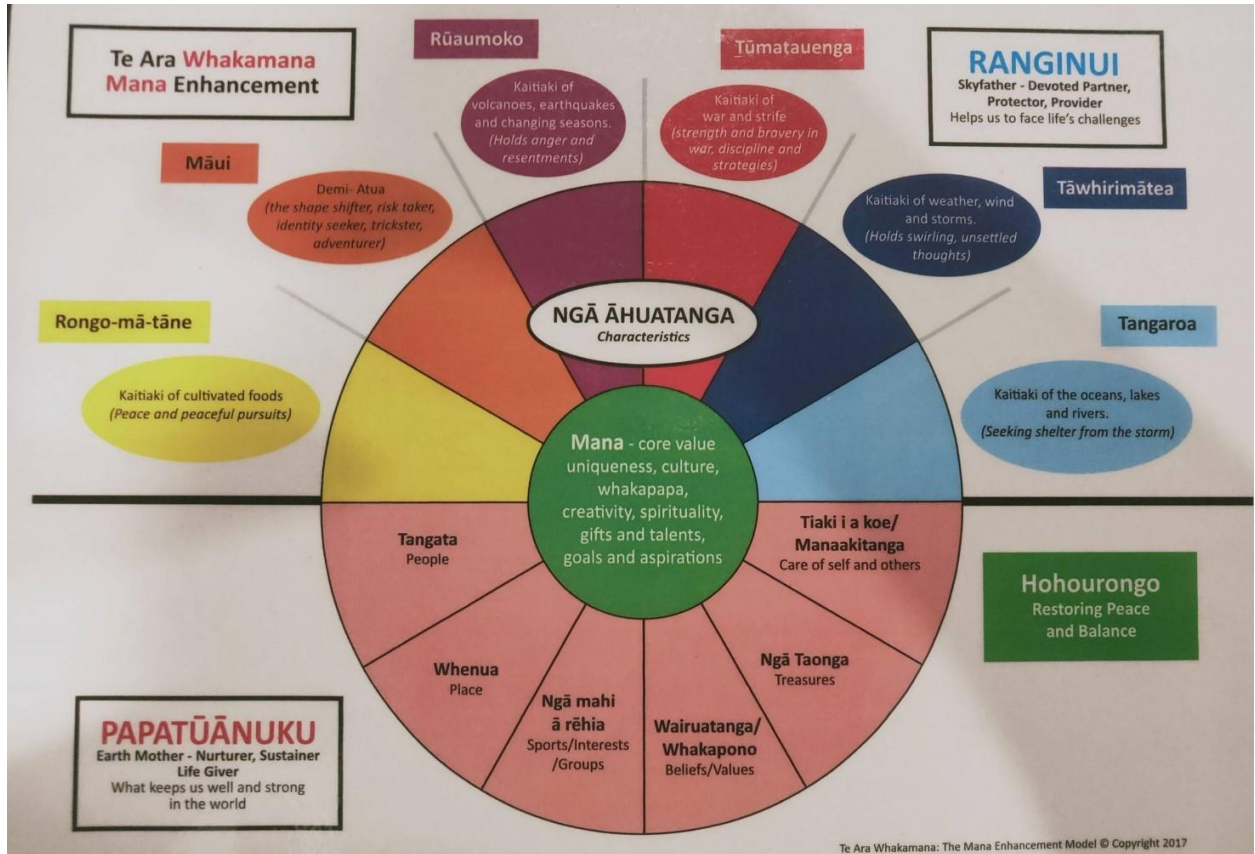 Te Ara Whakamana
Mana Enhancement
Rūaumoko
Kaitiaki of
volcanoes, earthquakes
and changing seasons.
(Holds anger and
resentments)
Tūmatauenga
Kaitiaki of
war and strife
(strength and bravery in
war, discipline and
strategies)
RANGINUI
Skyfather - Devoted Partner,
Protector, Provider
Helps us to face life's challenges
Māui
Demi- Atua
(the shape shifter, risk taker,
identity seeker, trickster,
adventurer)
Tāwhirimātea
Kaitiaki of weather, wind
and storms.
(Holds swirling, unsettled
thoughts)
Rongo-mā-tāne
Kaitiaki of cultivated foods
(Peace and peaceful pursuits)
NGĀ ĀHUATANGA
Characteristics
Tangaroa
Kaitiaki of the oceans, lakes
and rivers.
(Seeking shelter from the storm)
Mana - core value
uniqueness, culture,
whakapapa,
creativity, spirituality,
gifts and talents,
goals and aspirations
Tangata
People
Whenua
Place
Ngā mahi
ā rēhia
Sports/Interests
/Groups
Wairuatanga/
Whakapono
Beliefs/Values
Ngā Taonga
Treasures
Tiaki i a koe/
Manaakitanga
Care of self and others
Hohourongo
Restoring Peace
and Balance
PAPATŪĀNUKU
Earth Mother - Nurturer, Sustainer
Life Giver
What keeps us well and strong
in the world
Te Ara Whakamana: The Mana Enhancement Model © Copyright 2017